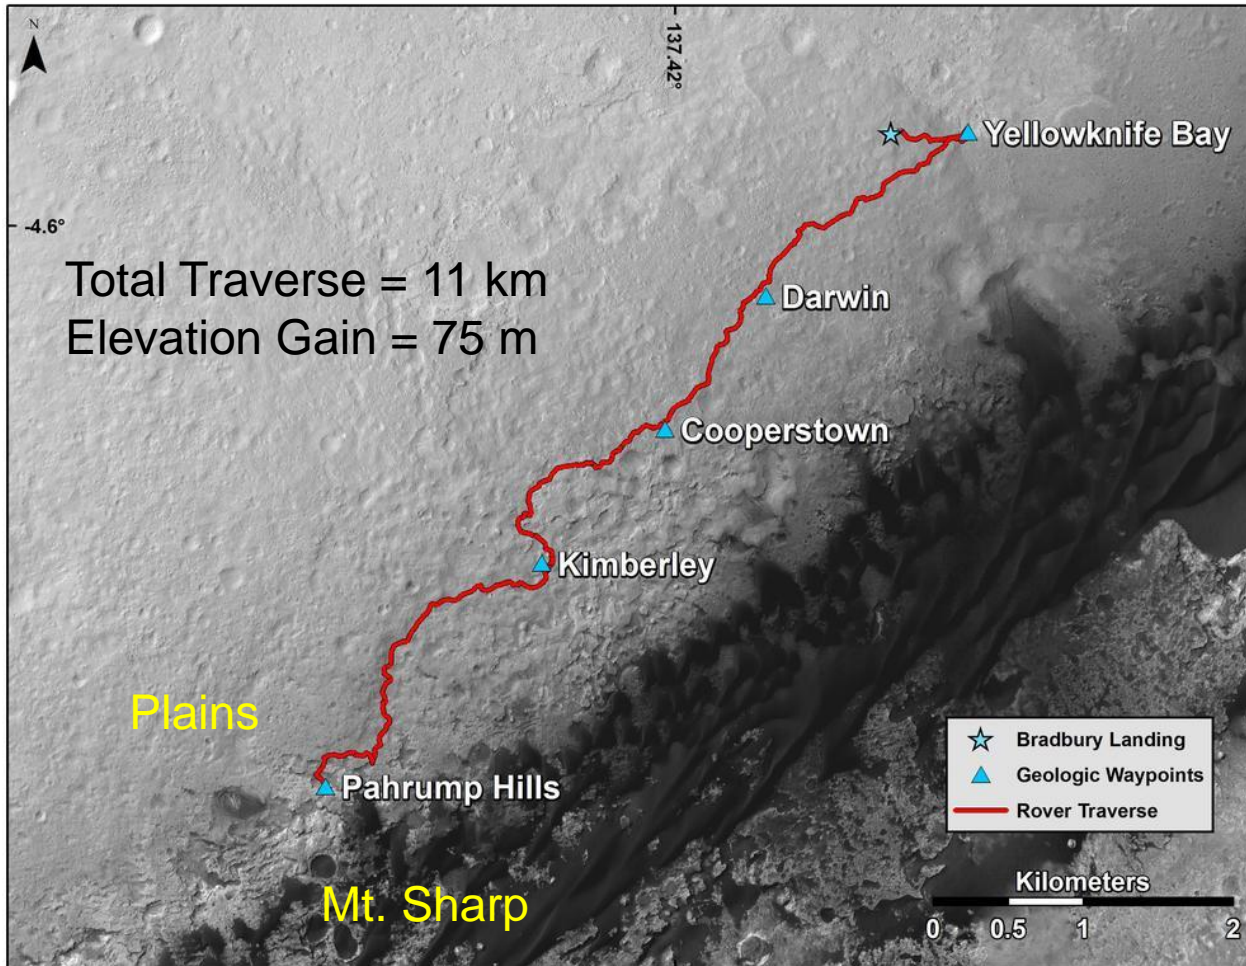 N
137.42°
Yellowknife Bay
-4.6°
Total Traverse = 11 km
Elevation Gain = 75 m
Darwin
Cooperstown
Kimberley
Plains
Pahrump Hills
Mt. Sharp
Bradbury Landing
Geologic Waypoints
Rover Traverse
Kilometers
0 0.5 1 2